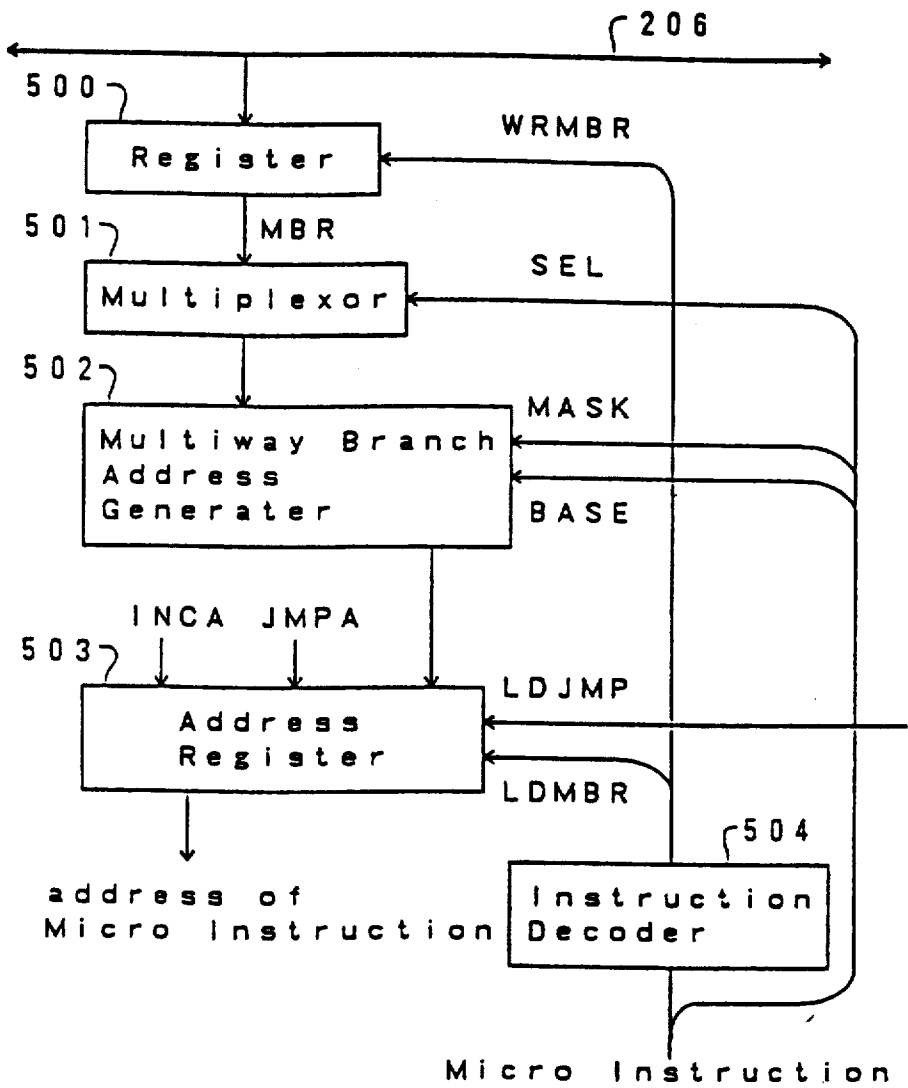 206
500
WRMBR
Register
501
MBR
SEL
Multiplexor
502
MASK
Multiway Branch
Address
Generater
BASE
INCA JMPA
503
LDJMP
Address
Register
LDMBR
504
address of
Micro Instruction
Instruction
Decoder
Micro Instruction